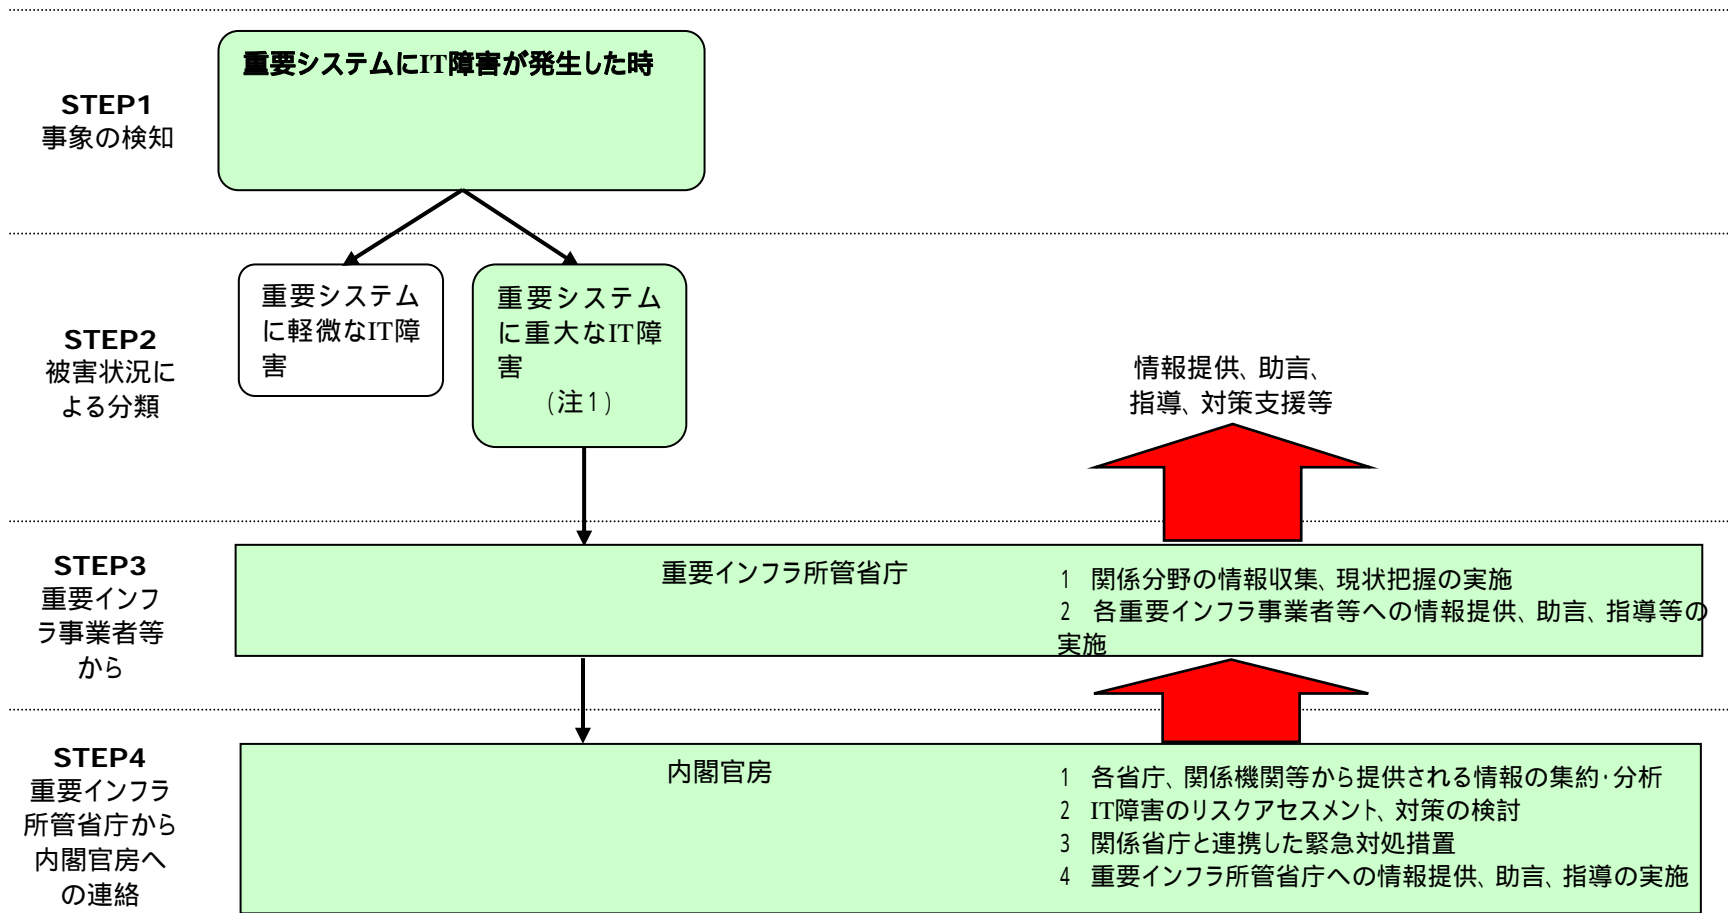 STEP1
事象の検知
重要システムにIT障害が発生した時
STEP2
被害状況に
よる分類
重要システム
に軽微なIT障
害
重要システム
に重大なIT障
害
(注1)
情報提供、助言、
指導、対策支援等
STEP3
重要インフ
ラ事業者等
から
重要インフラ所管省庁
1 関係分野の情報収集、現状把握の実施
2 各重要インフラ事業者等への情報提供、助言、指導等の
実施
STEP4
重要インフラ
所管省庁から
内閣官房へ
の連絡
内閣官房
1 各省庁、関係機関等から提供される情報の集約・分析
2 IT障害のリスクアセスメント、対策の検討
3 関係省庁と連携した緊急対処措置
4 重要インフラ所管省庁への情報提供、助言、指導の実施